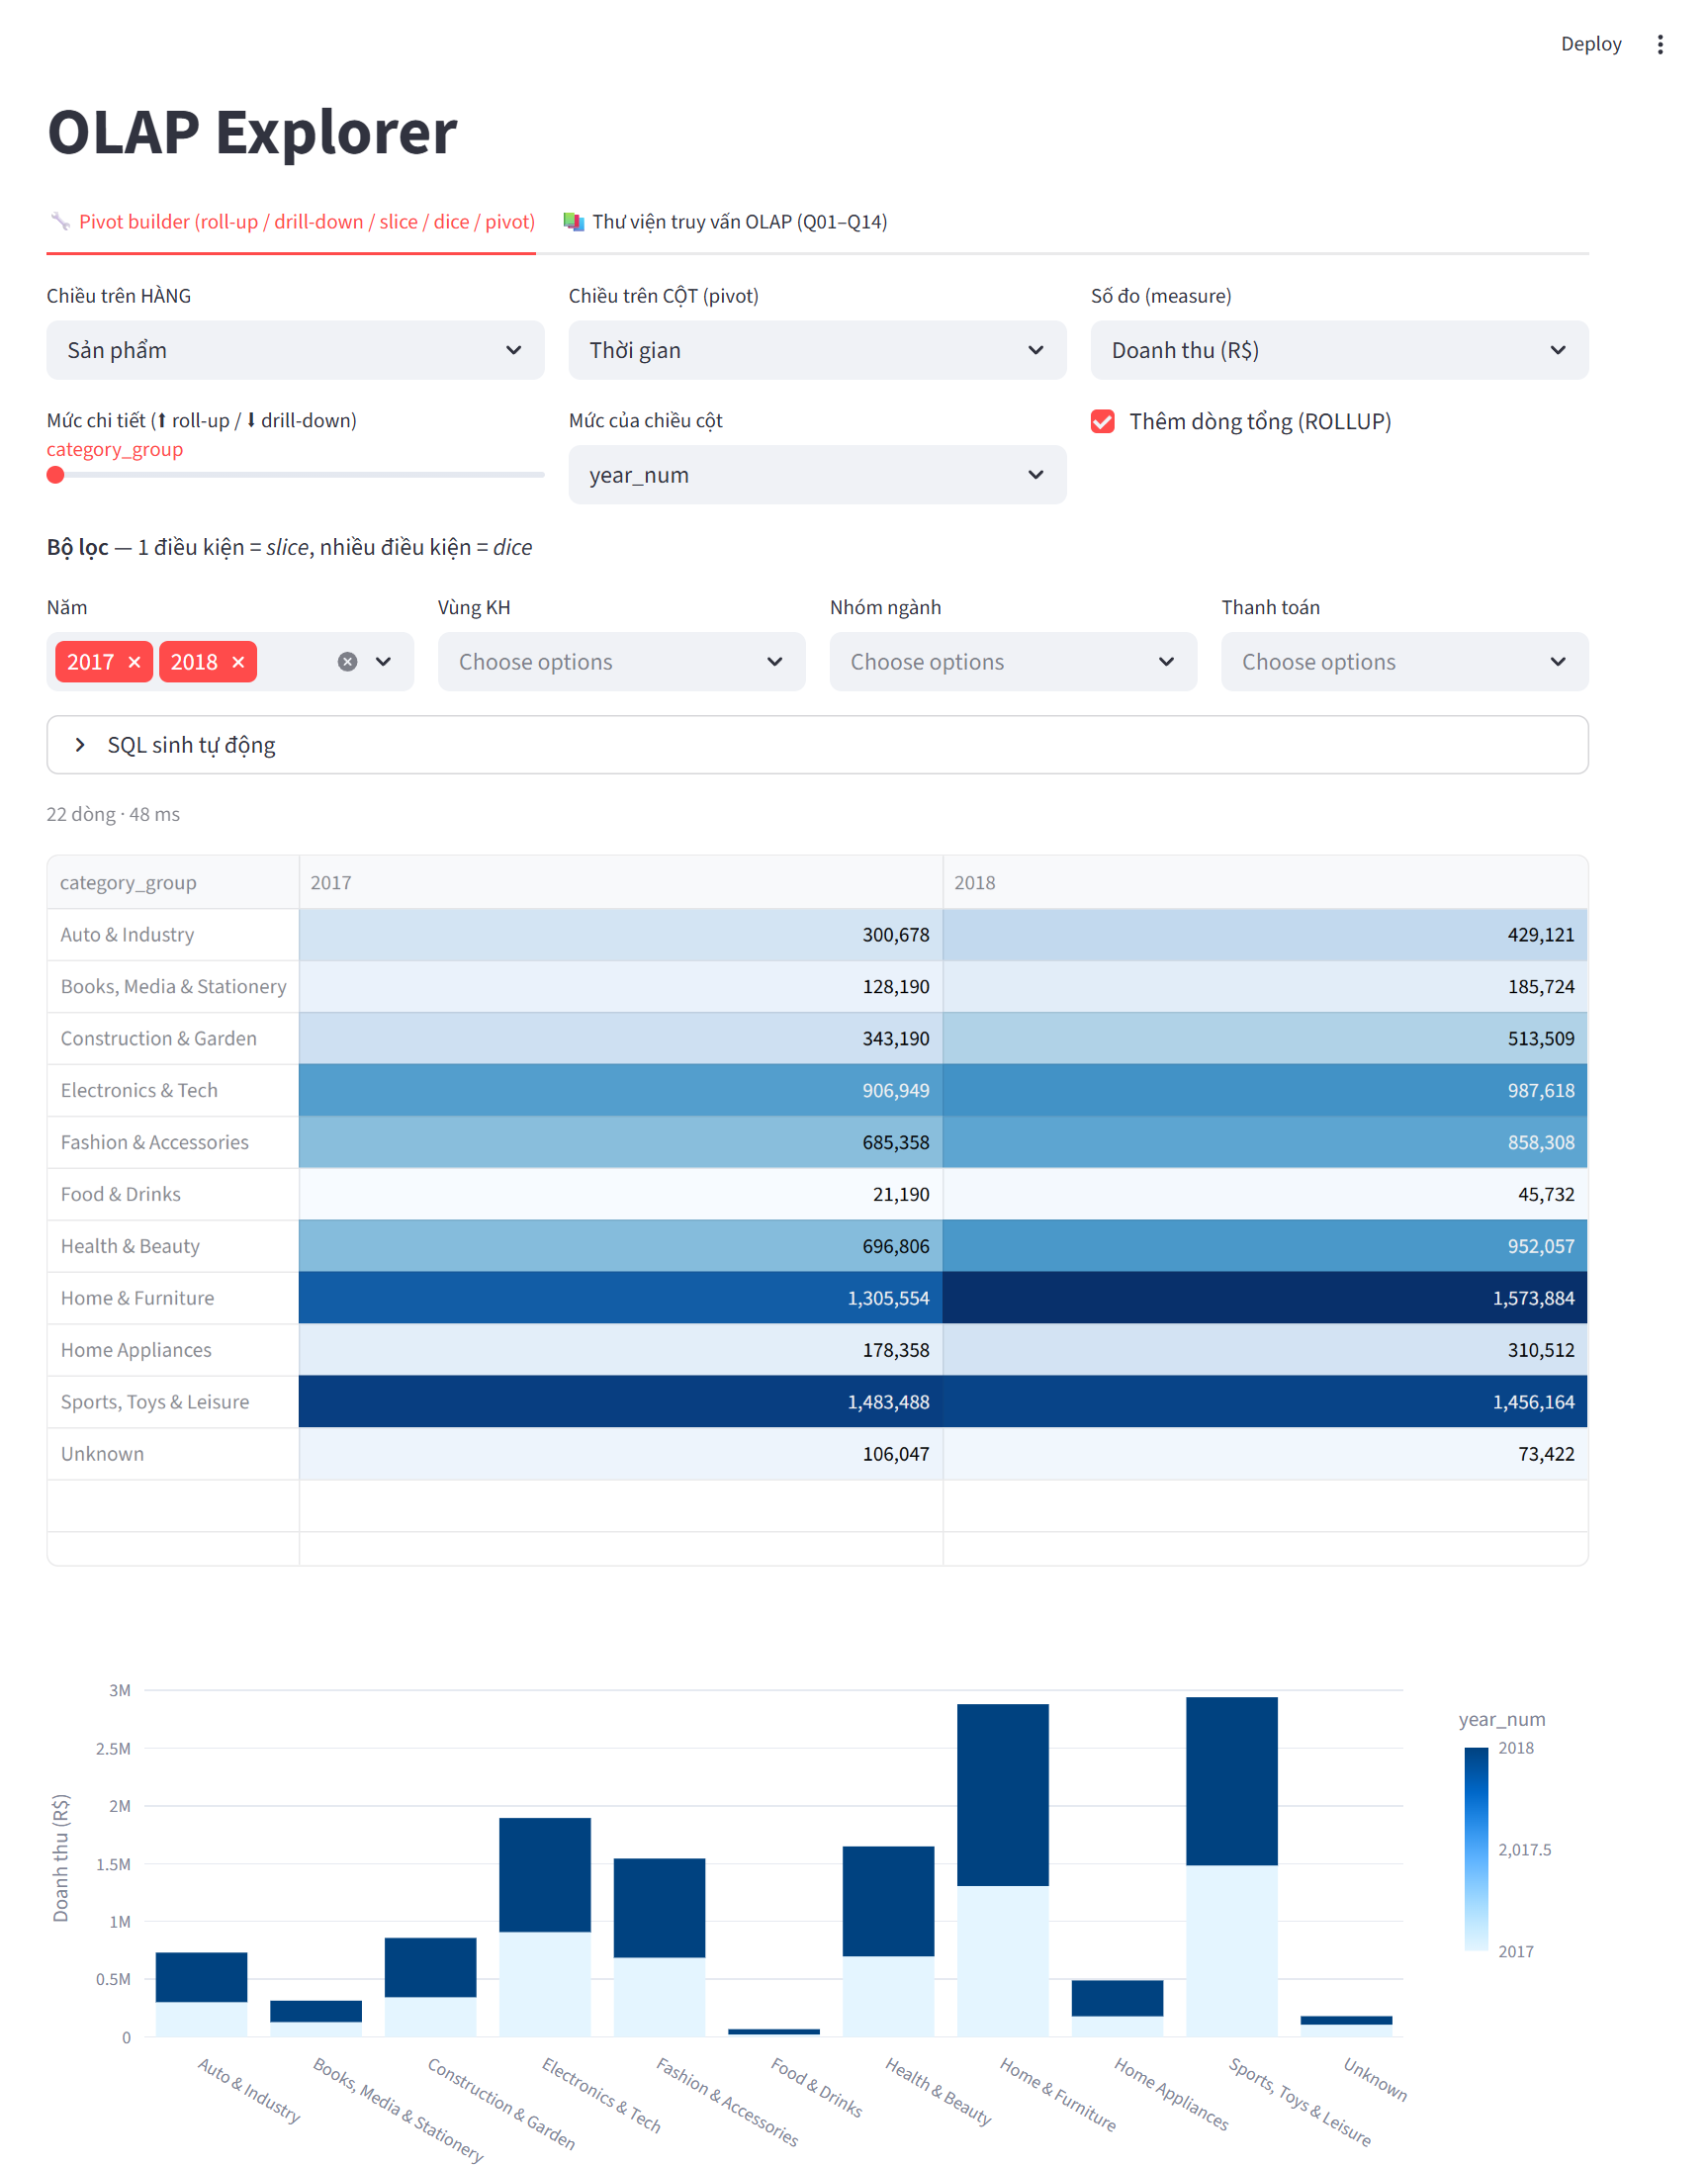 Deploy
OLAP Explorer
Pivot builder (roll-up / drill-down / slice / dice / pivot)
Thư viện truy vấn OLAP (Q01–Q14)
Chiều trên HÀNG
Chiều trên CỘT (pivot)
Số đo (measure)
Sản phẩm
Thời gian
Doanh thu (R$)
Mức chi tiết (⬆ roll-up / ⬇ drill-down)
Mức của chiều cột
Thêm dòng tổng (ROLLUP)
category_group
year_num
Bộ lọc — 1 điều kiện = slice, nhiều điều kiện = dice
Năm
Vùng KH
Nhóm ngành
Thanh toán
2017 2018
Choose options
Choose options
Choose options
SQL sinh tự động
22 dòng · 48 ms
category_group 2017 2018
Auto & Industry 300,678 429,121
Books, Media & Stationery 128,190 185,724
Construction & Garden 343,190 513,509
Electronics & Tech 906,949 987,618
Fashion & Accessories 685,358 858,308
Food & Drinks 21,190 45,732
Health & Beauty 696,806 952,057
Home & Furniture 1,305,554 1,573,884
Home Appliances 178,358 310,512
Sports, Toys & Leisure 1,483,488 1,456,164
Unknown 106,047 73,422
Doanh thu (R$)
3M
2.5M
2M
1.5M
1M
0.5M
0
Auto & Industry
Books, Media & Stationery
Construction & Garden
Electronics & Tech
Fashion & Accessories
Food & Drinks
Health & Beauty
Home & Furniture
Home Appliances
Sports, Toys & Leisure
Unknown
year_num
2018
2,017.5
2017